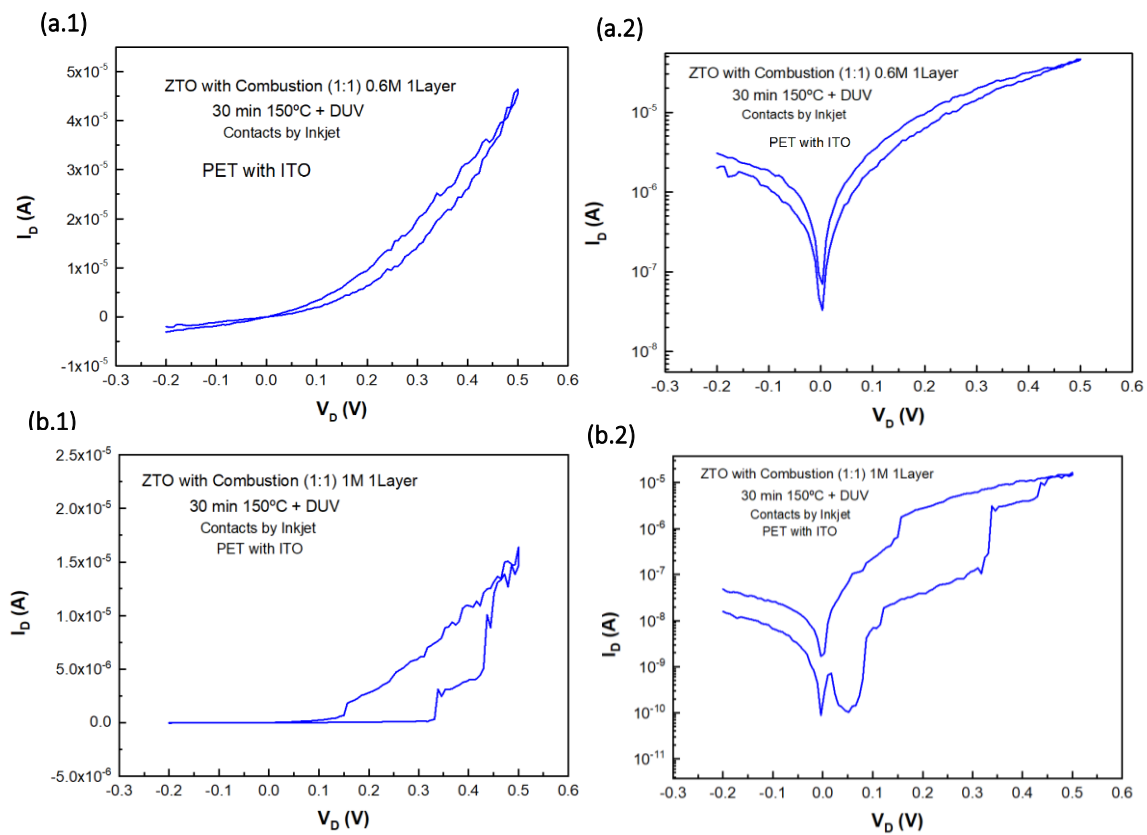 (a.1)
5x10⁻⁵
4x10⁻⁵
3x10⁻⁵
2x10⁻⁵
1x10⁻⁵
0
-1x10⁻⁵
I_D (A)
ZTO with Combustion (1:1) 0.6M 1Layer
30 min 150ºC + DUV
Contacts by Inkjet
PET with ITO
-0.3 -0.2 -0.1 0.0 0.1 0.2 0.3 0.4 0.5 0.6
V_D (V)
(a.2)
10⁻⁵
10⁻⁶
10⁻⁷
10⁻⁸
I_D (A)
ZTO with Combustion (1:1) 0.6M 1Layer
30 min 150ºC + DUV
Contacts by Inkjet
PET with ITO
-0.3 -0.2 -0.1 0.0 0.1 0.2 0.3 0.4 0.5 0.6
V_D (V)
(b.1)
2.5x10⁻⁵
2.0x10⁻⁵
1.5x10⁻⁵
1.0x10⁻⁵
5.0x10⁻⁶
0.0
-5.0x10⁻⁶
I_D (A)
ZTO with Combustion (1:1) 1M 1Layer
30 min 150ºC + DUV
Contacts by Inkjet
PET with ITO
-0.3 -0.2 -0.1 0.0 0.1 0.2 0.3 0.4 0.5 0.6
V_D (V)
(b.2)
10⁻⁵
10⁻⁶
10⁻⁷
10⁻⁸
10⁻⁹
10⁻¹⁰
10⁻¹¹
I_D (A)
ZTO with Combustion (1:1) 1M 1Layer
30 min 150ºC + DUV
Contacts by Inkjet
PET with ITO
-0.3 -0.2 -0.1 0.0 0.1 0.2 0.3 0.4 0.5 0.6
V_D (V)